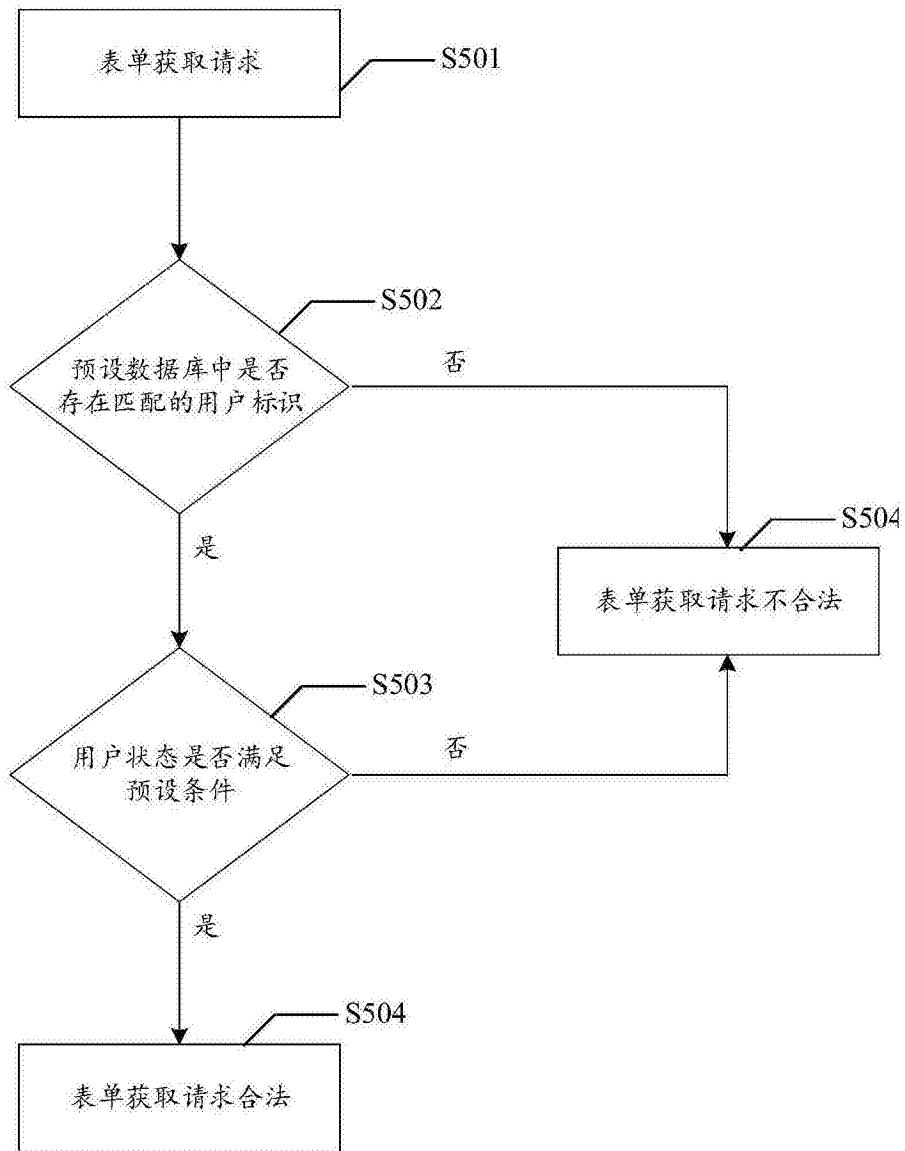 表单获取请求
S501
S502
预设数据库中是否
存在匹配的用户标识
否
是
S504
表单获取请求不合法
S503
用户状态是否满足
预设条件
否
是
S504
表单获取请求合法